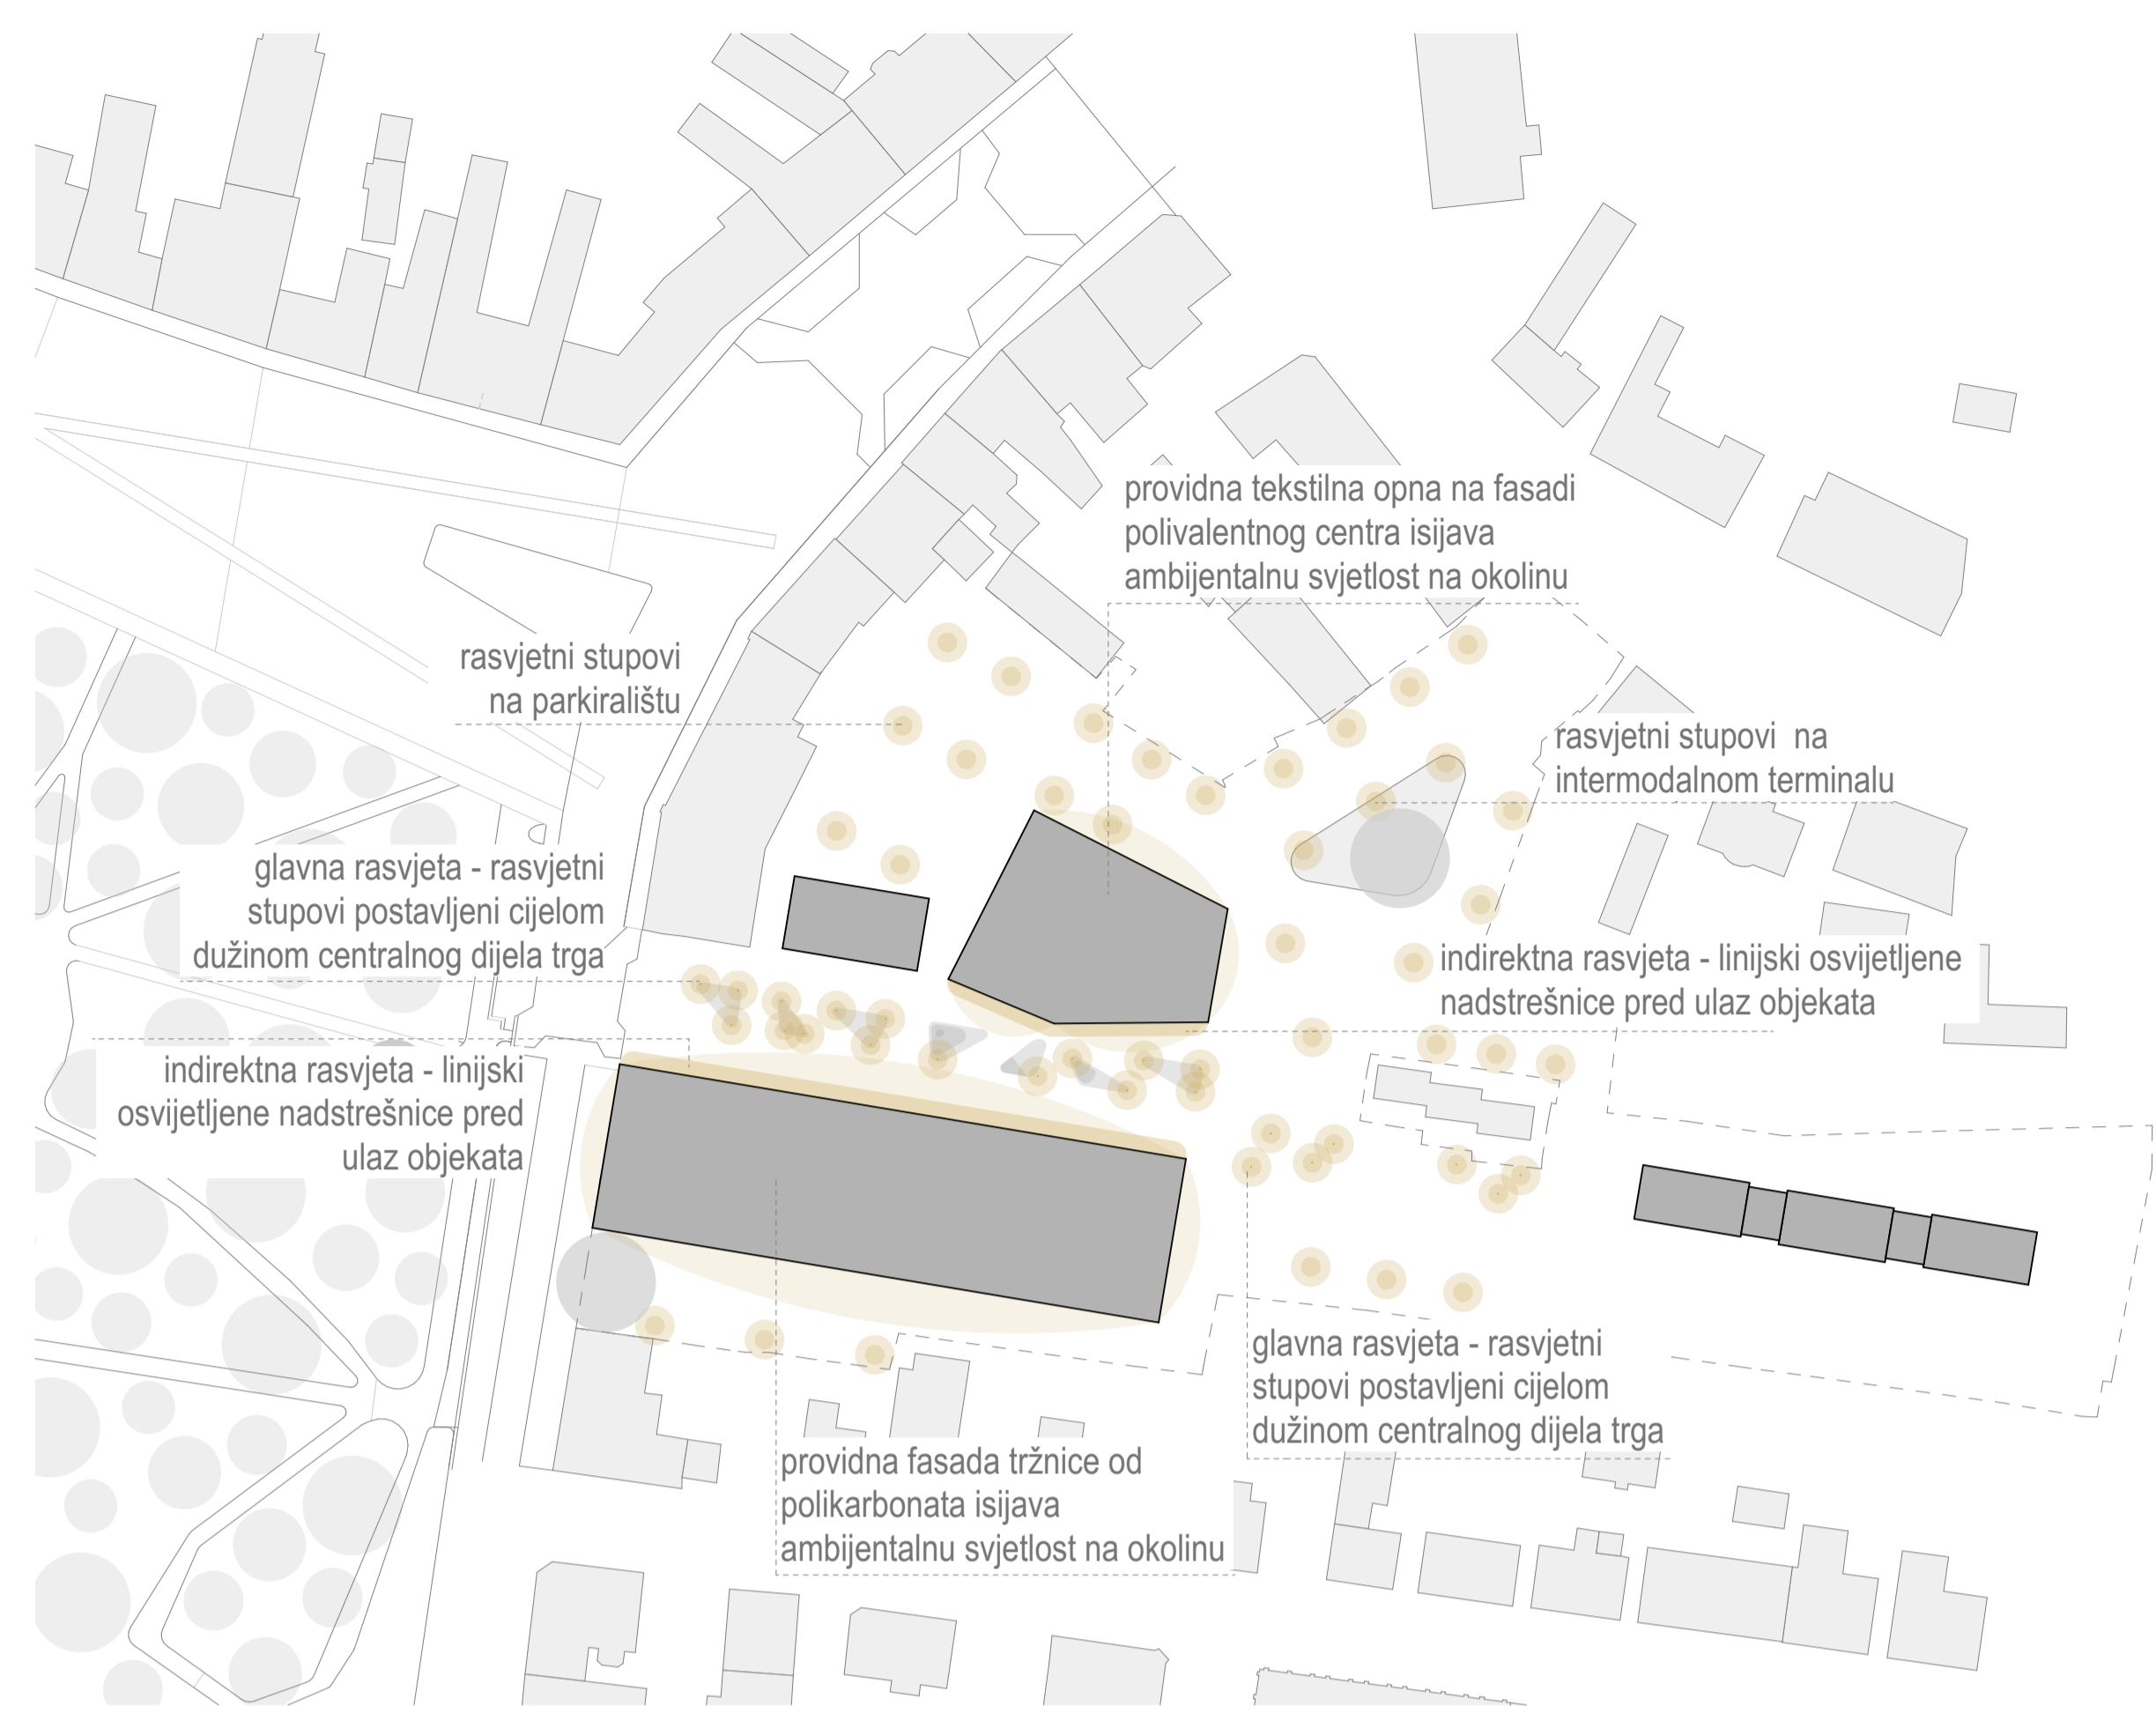 providna tekstilna opna na fasadi
polivalentnog centra isijava
ambijentalnu svjetlost na okolinu
rasvjetni stupovi
na parkiralištu
rasvjetni stupovi  na
intermodalnom terminalu
glavna rasvjeta - rasvjetni
stupovi postavljeni cijelom
dužinom centralnog dijela trga
indirektna rasvjeta - linijski osvijetljene
nadstrešnice pred ulaz objekata
indirektna rasvjeta - linijski
osvijetljene nadstrešnice pred
ulaz objekata
glavna rasvjeta - rasvjetni
stupovi postavljeni cijelom
dužinom centralnog dijela trga
providna fasada tržnice od
polikarbonata isijava
ambijentalnu svjetlost na okolinu